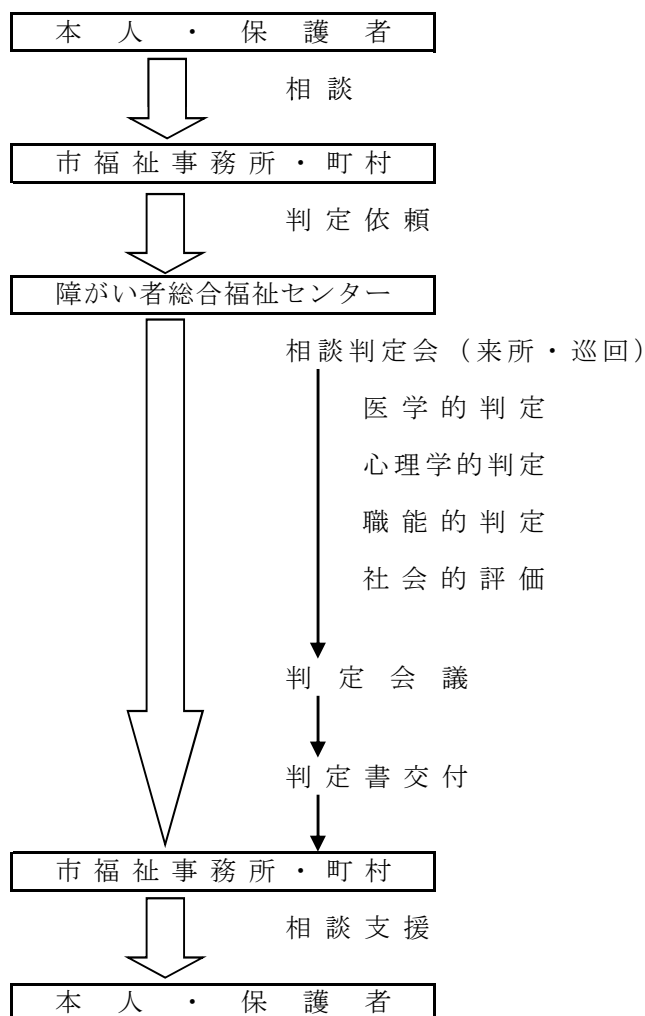 本人・保護者
相談
市福祉事務所・町村
判定依頼
障がい者総合福祉センター
相談判定会(来所・巡回)
医学的判定
心理学的判定
職能的判定
社会的評価
判定会議
判定書交付
市福祉事務所・町村
相談支援
本人・保護者